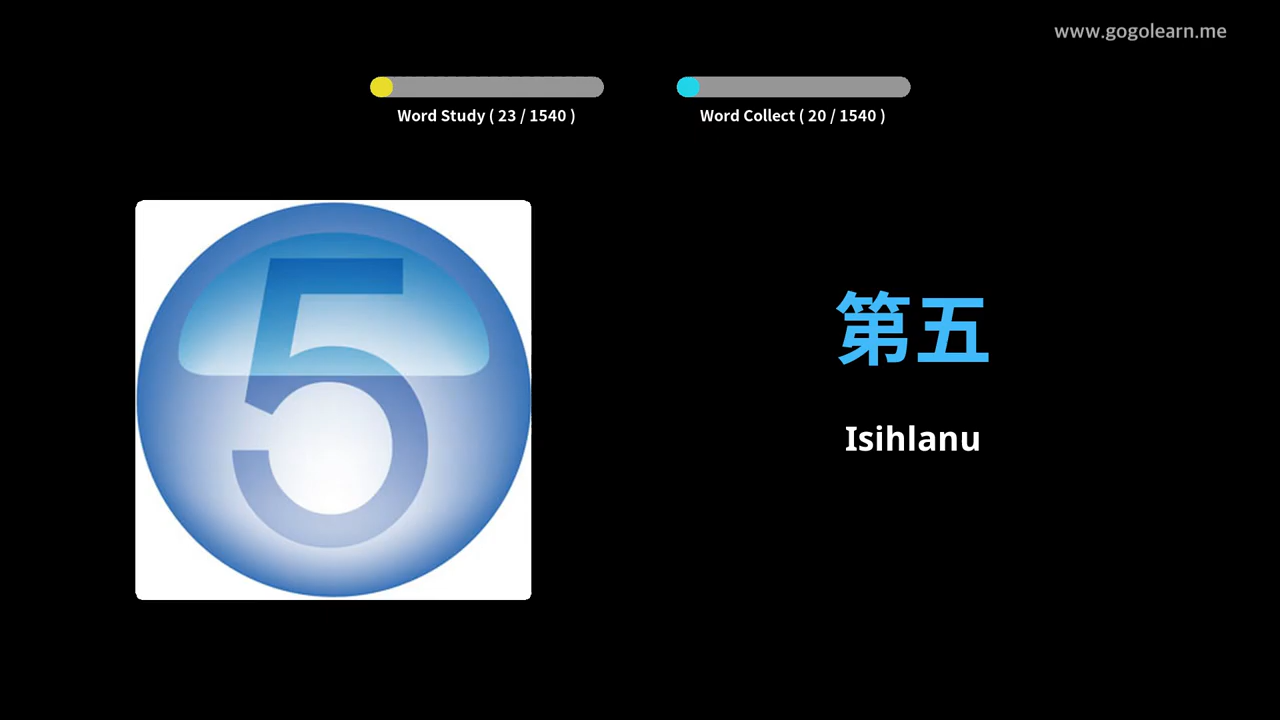 www.gogolearn.me
Word Study ( 23 / 1540 )
Word Collect ( 20 / 1540 )
5
第五
Isihlanu